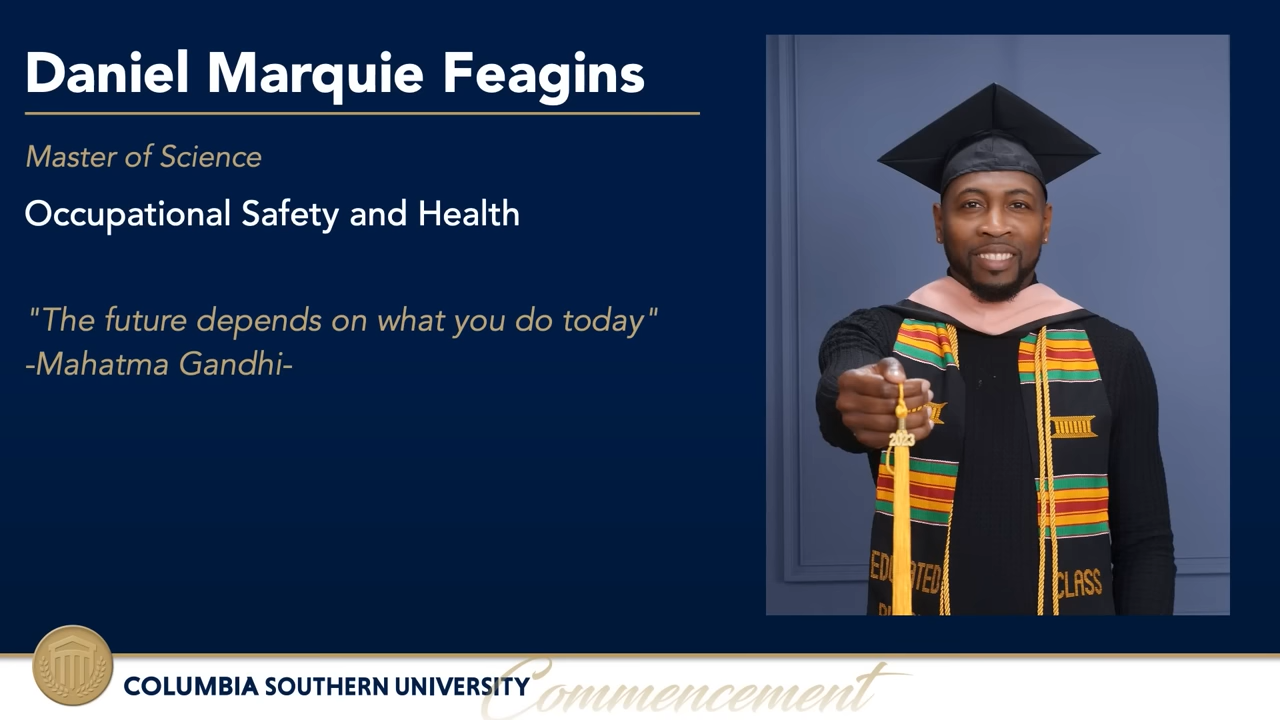 Daniel Marquie Feagins
Master of Science
Occupational Safety and Health
"The future depends on what you do today"
-Mahatma Gandhi-
2023
EDUCATED
CLASS
COLUMBIA SOUTHERN UNIVERSITY
Commencement